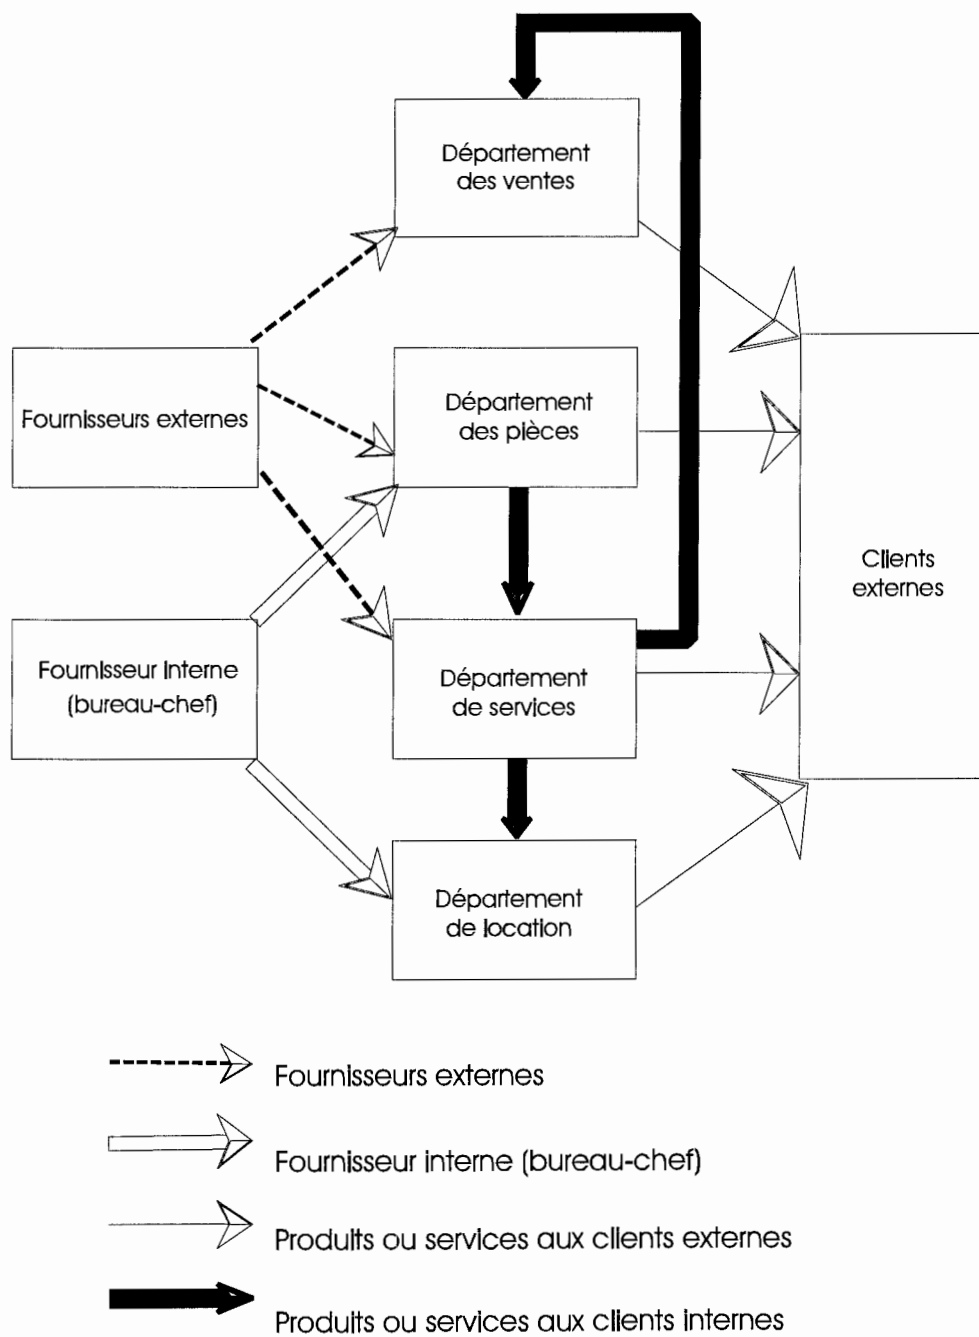 Département
des ventes
Fournisseurs externes
Département
des pièces
Clients
externes
Fournisseur interne
(bureau-chef)
Département
de services
Département
de location
Fournisseurs externes
Fournisseur interne (bureau-chef)
Produits ou services aux clients externes
Produits ou services aux clients internes